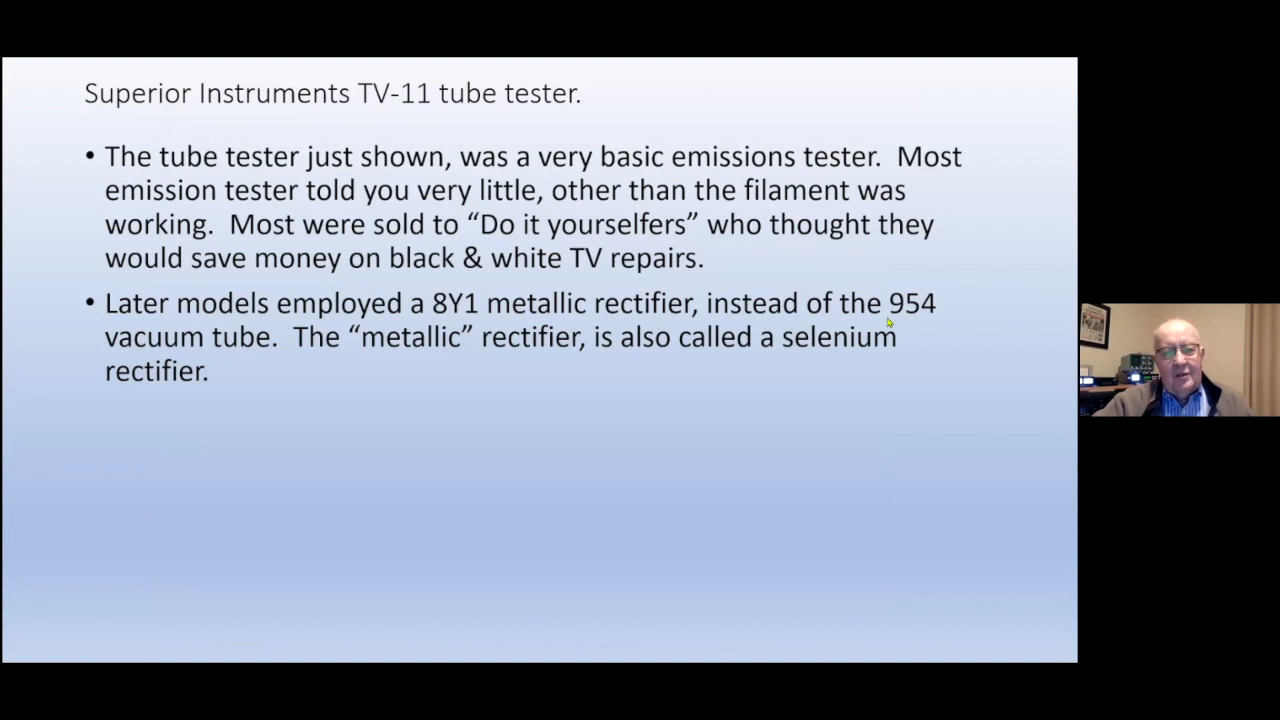 Superior Instruments TV-11 tube tester.
• The tube tester just shown, was a very basic emissions tester.  Most
emission tester told you very little, other than the filament was
working.  Most were sold to “Do it yourselfers” who thought they
would save money on black & white TV repairs.
• Later models employed a 8Y1 metallic rectifier, instead of the 954
vacuum tube.  The “metallic” rectifier, is also called a selenium
rectifier.